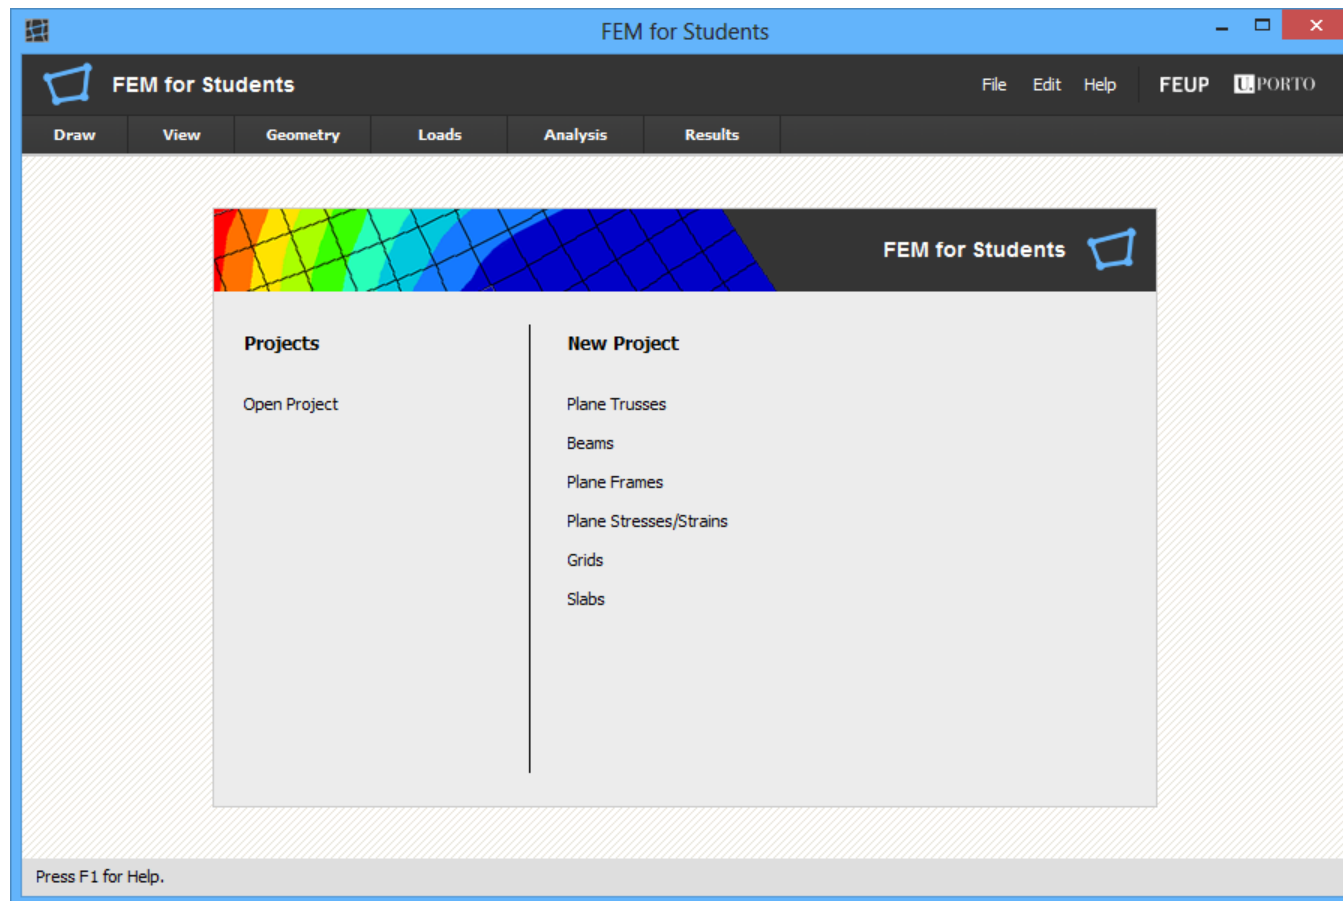 FEM for Students
FEM for Students
File Edit Help FEUP U.PORTO
Draw View Geometry Loads Analysis Results
FEM for Students
Projects
Open Project
New Project
Plane Trusses
Beams
Plane Frames
Plane Stresses/Strains
Grids
Slabs
Press F1 for Help.